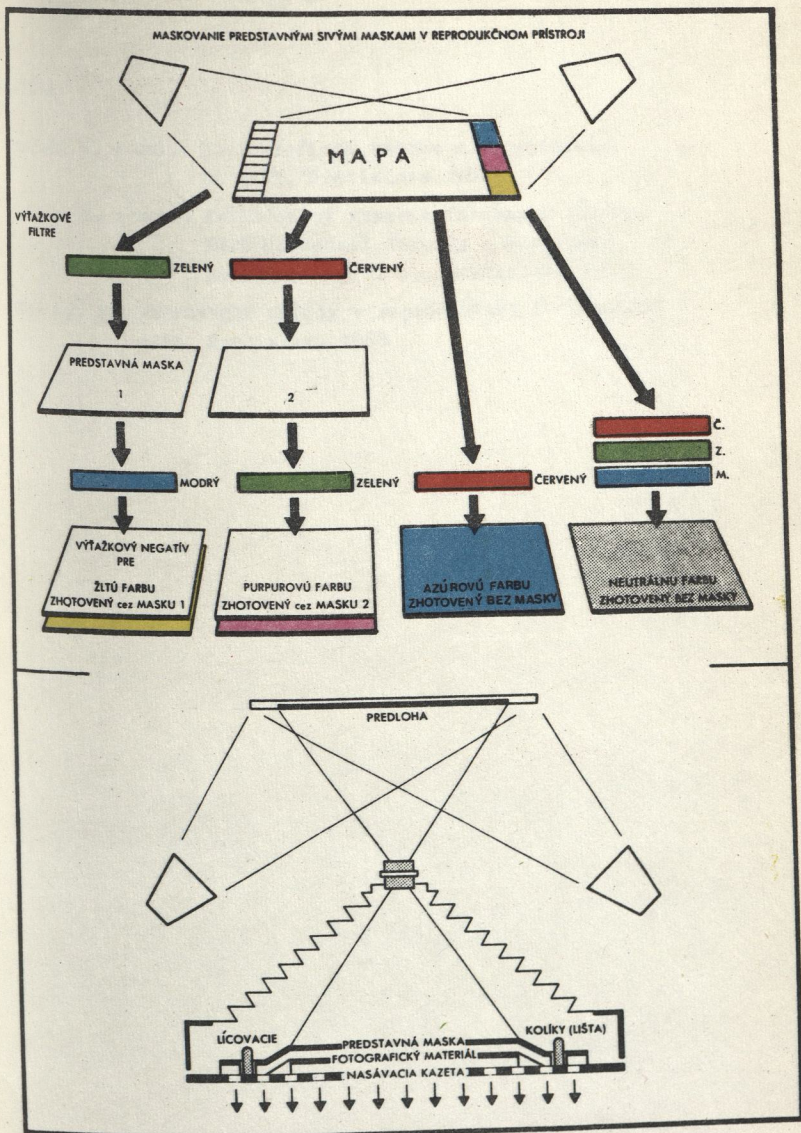 MASKOVANIE PREDSTAVNÝMI SIVÝMI MASKAMI V REPRODUKČNOM PRÍSTROJI
MAPA
VÝŤAŽKOVÉ
FILTRE
ZELENÝ
ČERVENÝ
PREDSTAVNÁ MASKA
1
2
Č.
Z.
M.
MODRÝ
ZELENÝ
ČERVENÝ
VÝŤAŽKOVÝ NEGATÍV
PRE
ŽLTÚ FARBU
ZHOTOVENÝ cez MASKU 1
PURPUROVÚ FARBU
ZHOTOVENÝ cez MASKU 2
AZÚROVÚ FARBU
ZHOTOVENÝ BEZ MASKY
NEUTRÁLNU FARBU
ZHOTOVENÝ BEZ MASKY
PREDLOHA
LÍCOVACIE
KOLÍKY (LIŠTA)
PREDSTAVNÁ MASKA
FOTOGRAFICKÝ MATERIÁL
NASÁVACIA KAZETA